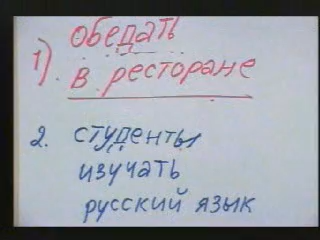 1). обедать
в ресторане
2. студенты
изучать
русский язык